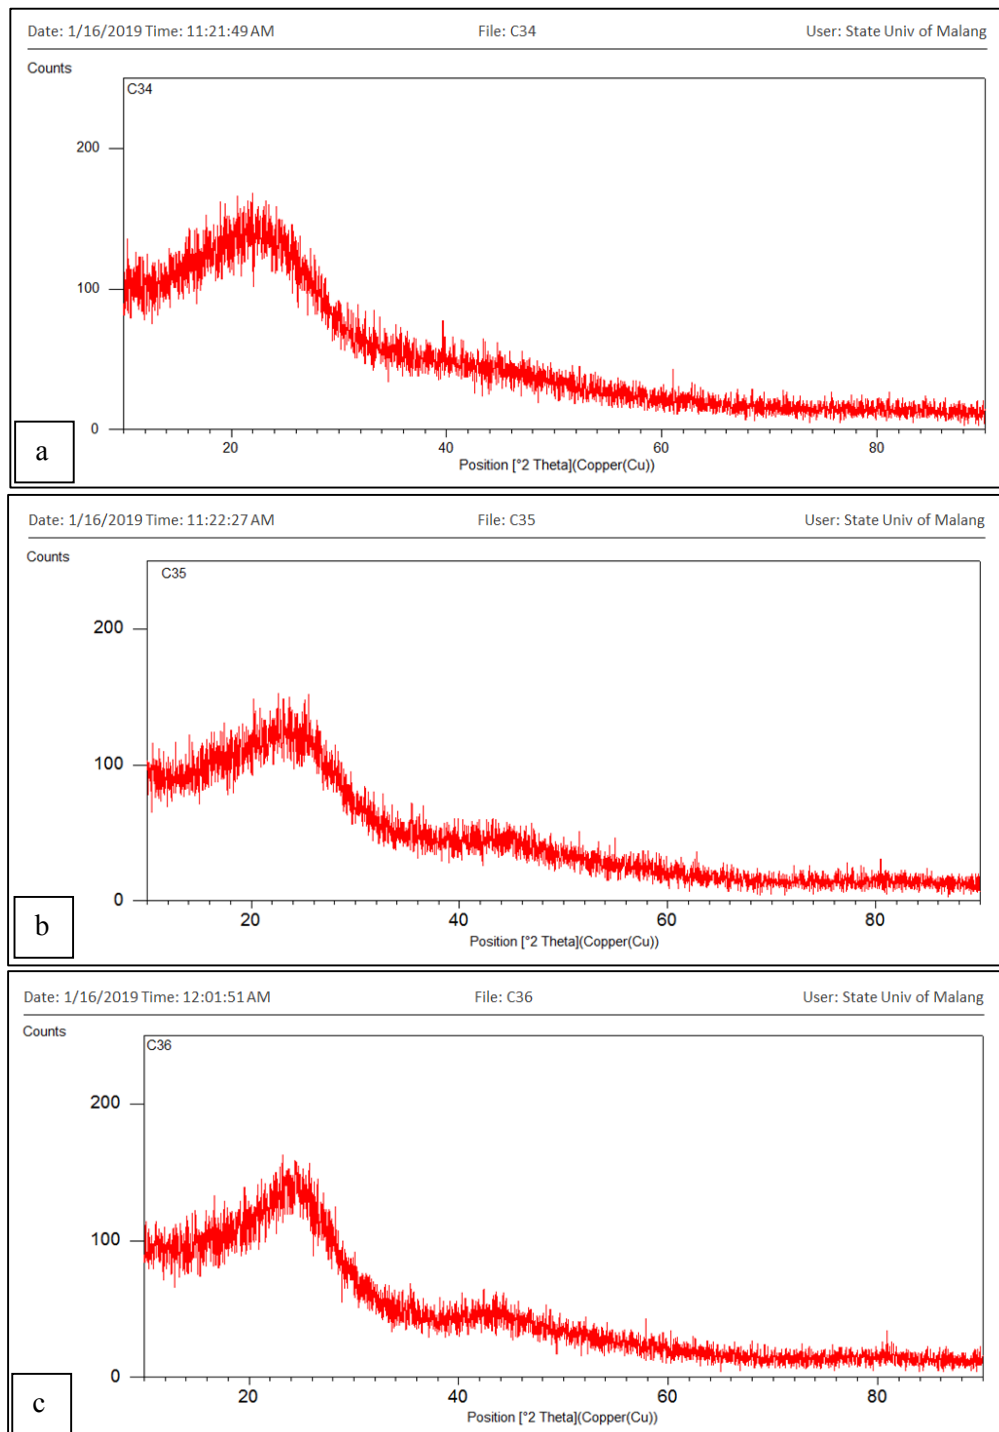 Date: 1/16/2019 Time: 11:21:49 AM File: C34 User: State Univ of Malang
Counts
C34
200
100
0
20 40 60 80
Position [°2 Theta](Copper(Cu))
a
Date: 1/16/2019 Time: 11:22:27 AM File: C35 User: State Univ of Malang
Counts
C35
200
100
0
20 40 60 80
Position [°2 Theta](Copper(Cu))
b
Date: 1/16/2019 Time: 12:01:51 AM File: C36 User: State Univ of Malang
Counts
C36
200
100
0
20 40 60 80
Position [°2 Theta](Copper(Cu))
c